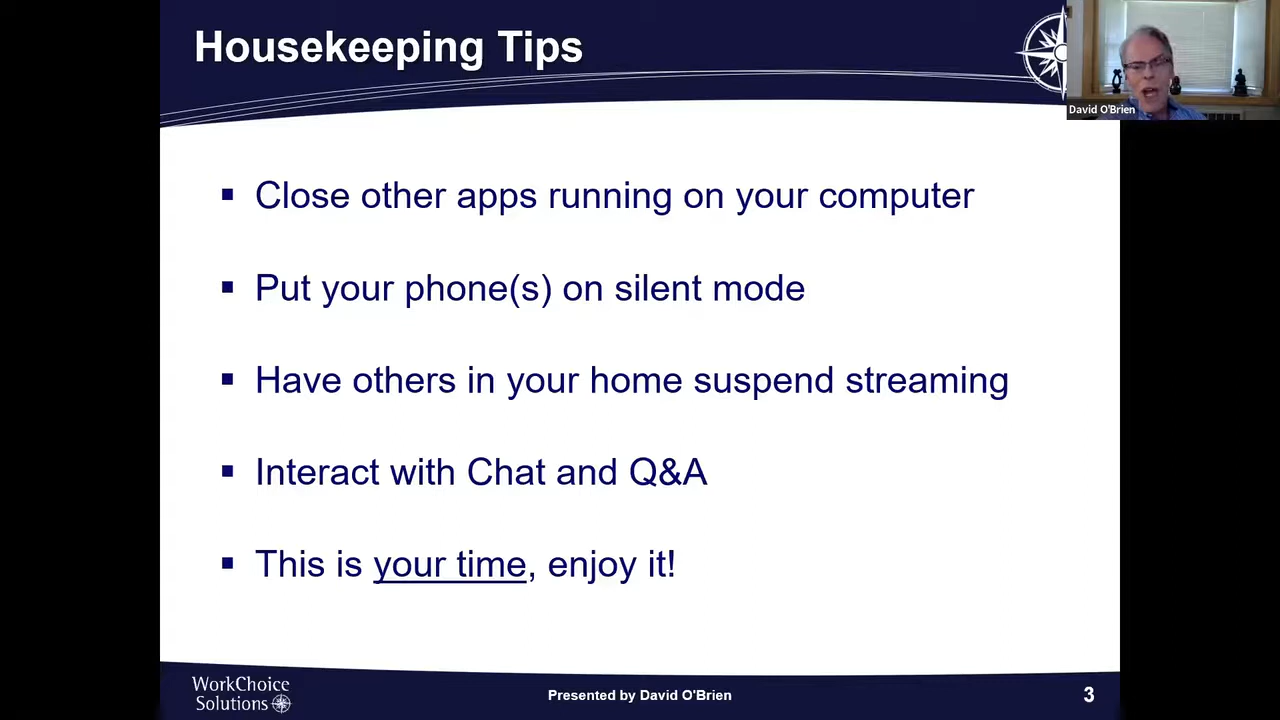 Housekeeping Tips
David O'Brien
Close other apps running on your computer
Put your phone(s) on silent mode
Have others in your home suspend streaming
Interact with Chat and Q&A
This is your time, enjoy it!
WorkChoice
Solutions
Presented by David O'Brien
3